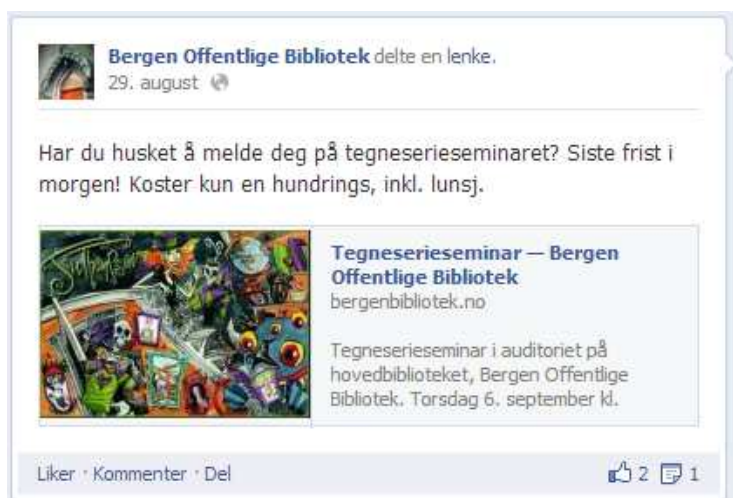 Bergen Offentlige Bibliotek delte en lenke.
29. august
Har du husket å melde deg på tegneserieseminaret? Siste frist i
morgen! Koster kun en hundrings, inkl. lunsj.
Tegneserieseminar — Bergen
Offentlige Bibliotek
bergenbibliotek.no
Tegneserieseminar i auditoriet på
hovedbiblioteket, Bergen Offentlige
Bibliotek. Torsdag 6. september kl.
Liker · Kommenter · Del
2 1